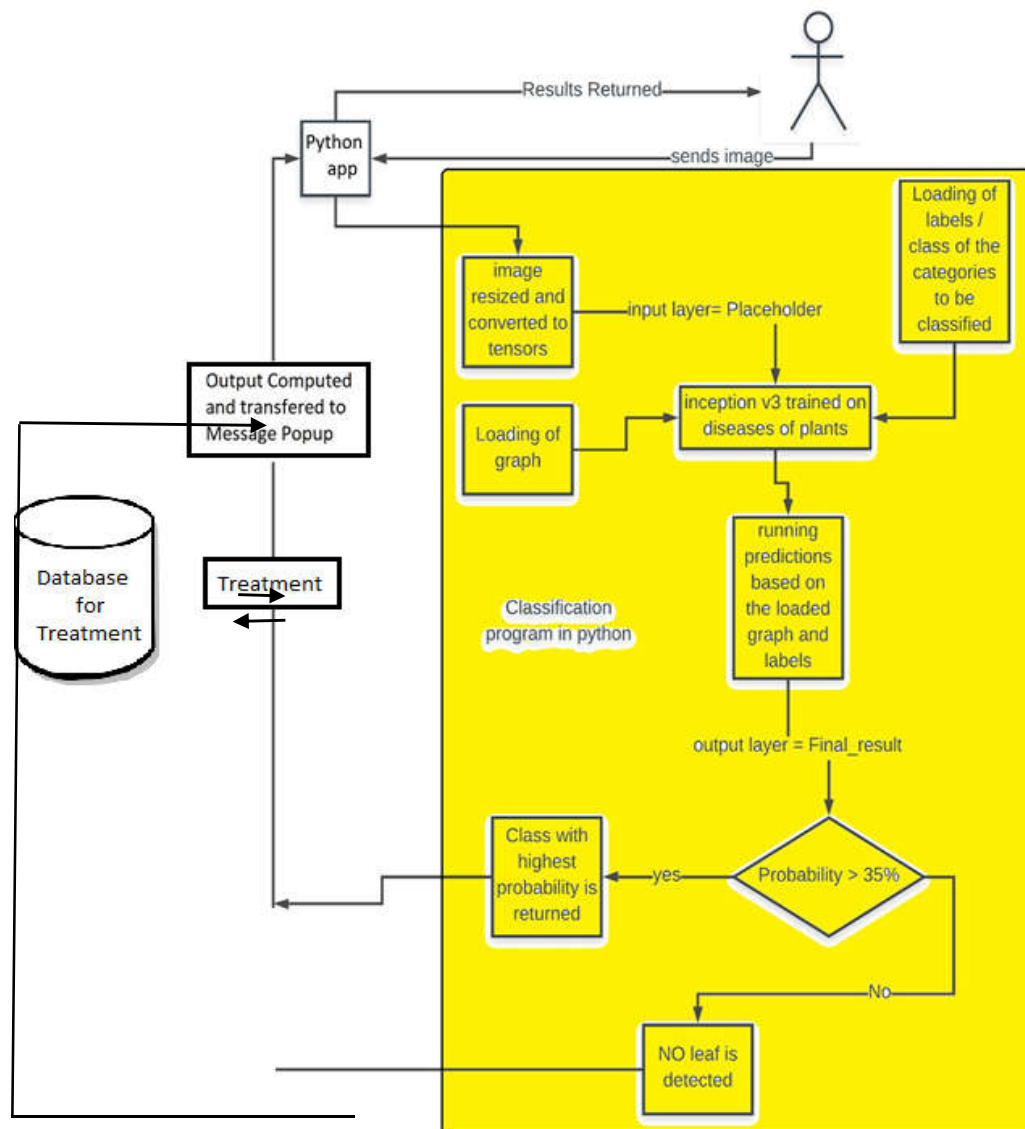 Results Returned
Python
app
sends image
Loading of
labels /
class of the
categories
to be
classified
image
resized and
converted to
tensors
input layer= Placeholder
Output Computed
and transfered to
Message Popup
inception v3 trained on
diseases of plants
Loading of
graph
Database
for
Treatment
Treatment
running
predictions
based on
the loaded
graph and
labels
Classification
program in python
output layer = Final_result
Class with
highest
probability is
returned
yes
Probability > 35%
No
NO leaf is
detected